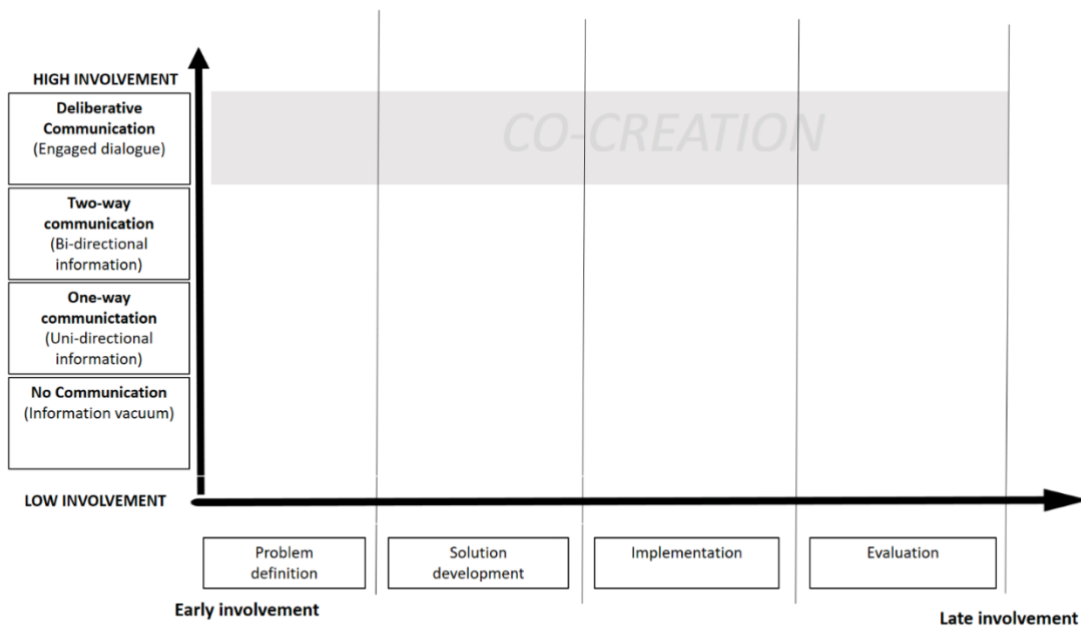 HIGH INVOLVEMENT
Deliberative
Communication
(Engaged dialogue)
CO-CREATION
Two-way
communication
(Bi-directional
information)
One-way
communictation
(Uni-directional
information)
No Communication
(Information vacuum)
LOW INVOLVEMENT
Problem
definition
Solution
development
Implementation
Evaluation
Early involvement
Late involvement